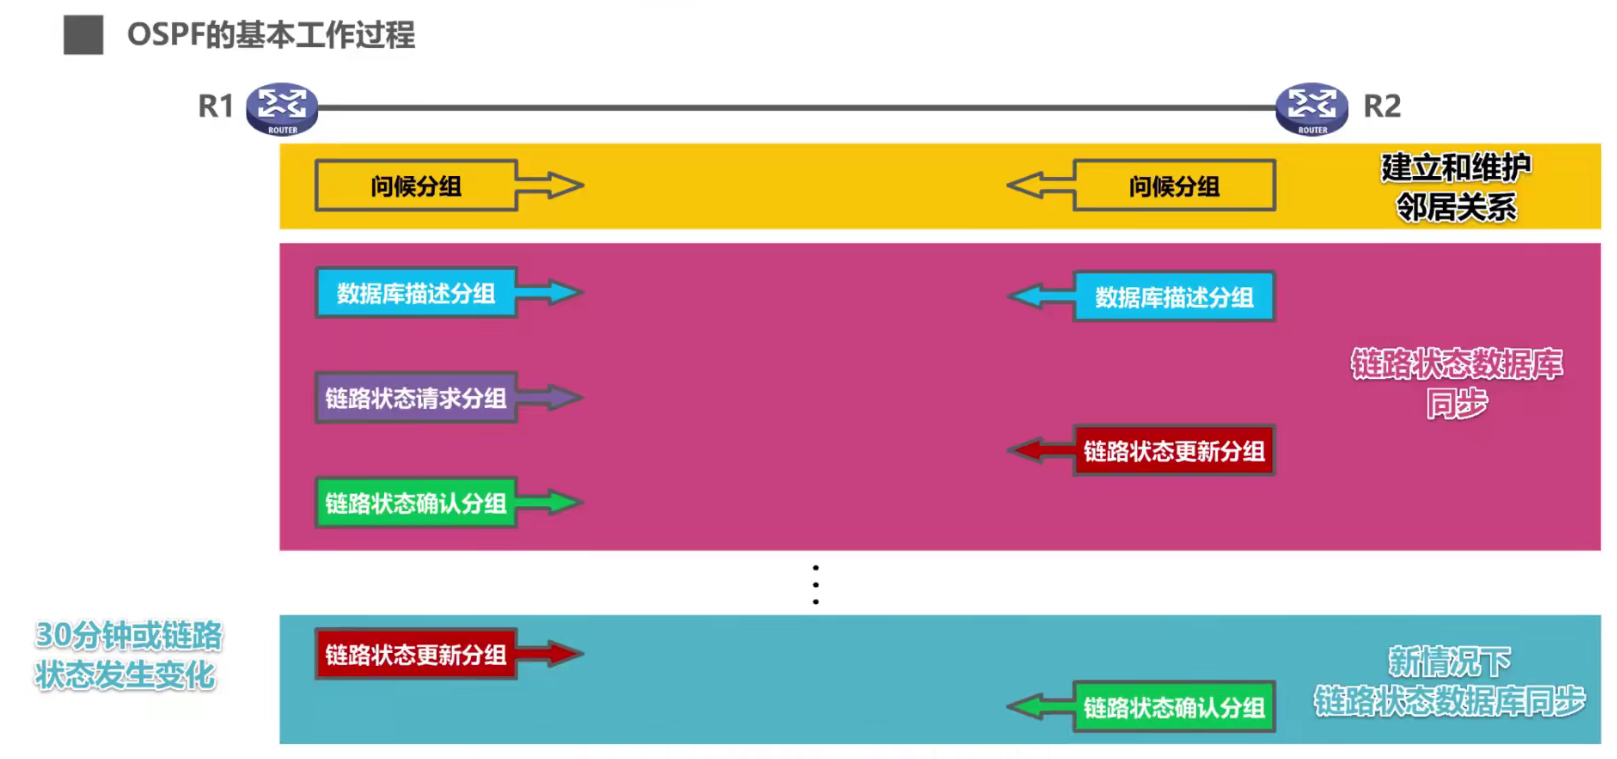 OSPF的基本工作过程
R1
ROUTER
ROUTER
R2
问候分组
问候分组
建立和维护
邻居关系
数据库描述分组
数据库描述分组
链路状态请求分组
链路状态数据库
同步
链路状态更新分组
链路状态确认分组
30分钟或链路
状态发生变化
链路状态更新分组
新情况下
链路状态数据库同步
链路状态确认分组